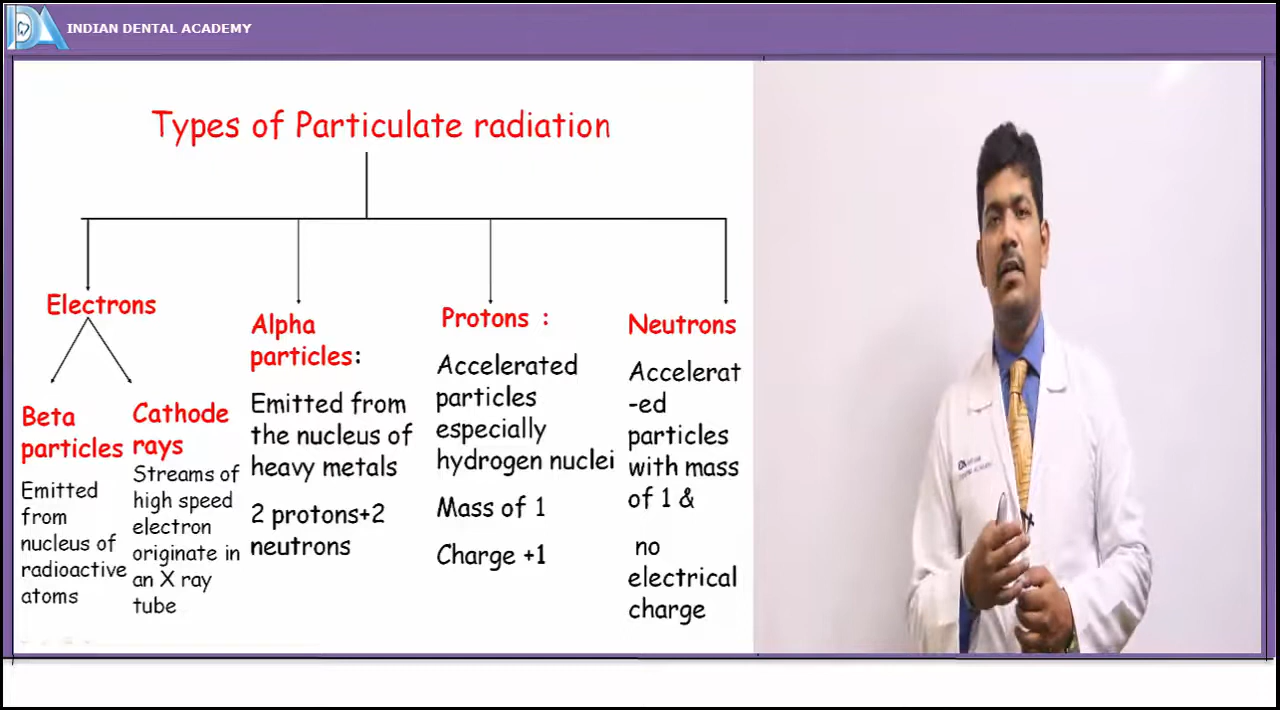 INDIAN DENTAL ACADEMY
Types of Particulate radiation
Electrons
Beta
particles
Emitted
from
nucleus of
radioactive
atoms
Cathode
rays
Streams of
high speed
electron
originate in
an X ray
tube
Alpha
particles:
Emitted from
the nucleus of
heavy metals
2 protons+2
neutrons
Protons :
Accelerated
particles
especially
hydrogen nuclei
Mass of 1
Charge +1
Neutrons
Accelerat
-ed
particles
with mass
of 1 &
no
electrical
charge